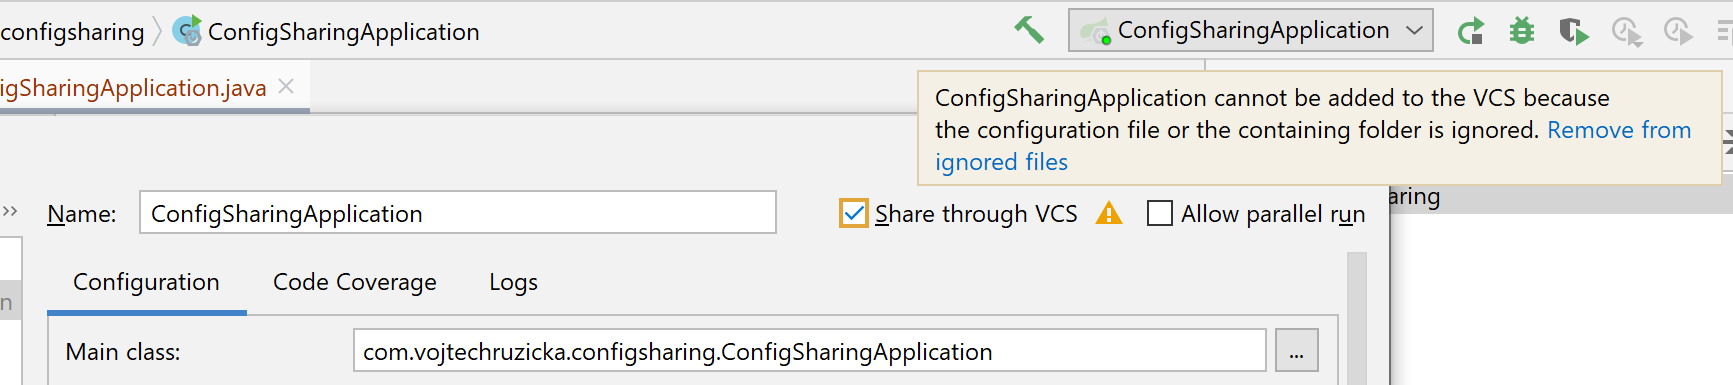 configsharing ConfigSharingApplication ConfigSharingApplication
igSharingApplication.java
ConfigSharingApplication cannot be added to the VCS because
the configuration file or the containing folder is ignored. Remove from
ignored files
aring
Name: ConfigSharingApplication Share through VCS Allow parallel run
Configuration Code Coverage Logs
n
Main class: com.vojtechruzicka.configsharing.ConfigSharingApplication ...